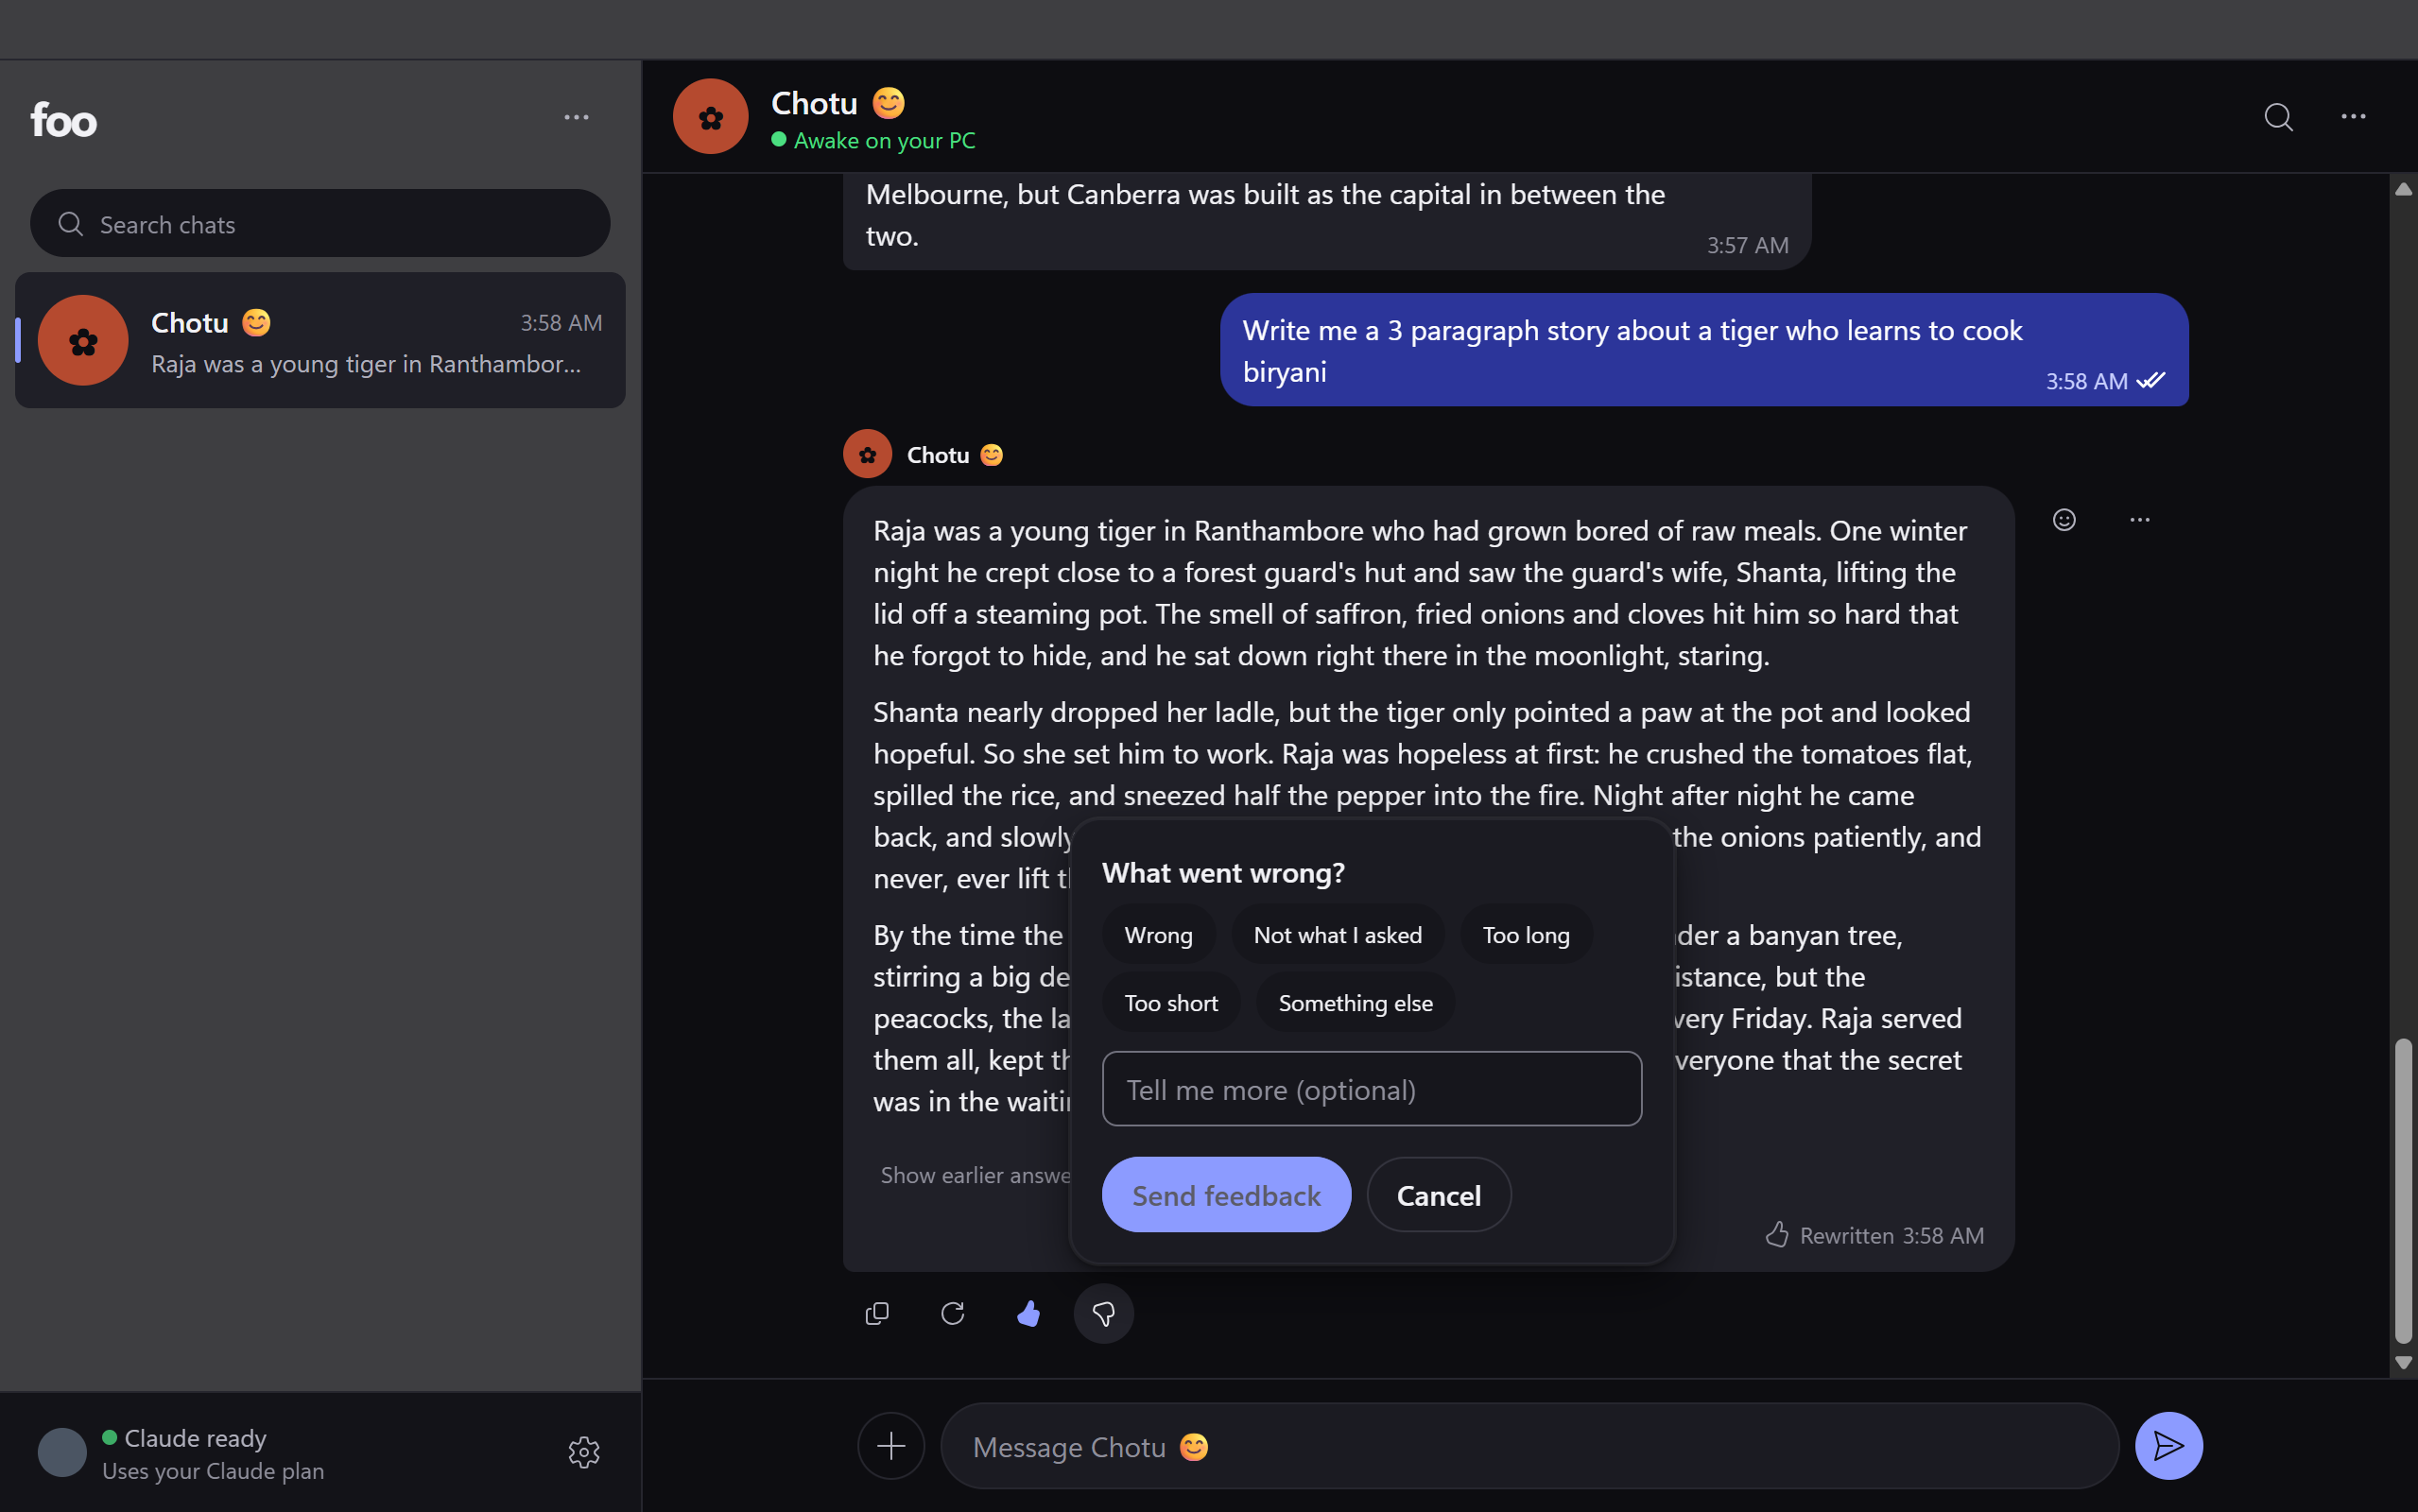 foo
Search chats
Chotu 😊
3:58 AM
Raja was a young tiger in Ranthambor...
Chotu 😊
Awake on your PC
Melbourne, but Canberra was built as the capital in between the
two.
3:57 AM
Write me a 3 paragraph story about a tiger who learns to cook
biryani
3:58 AM
Chotu 😊
Raja was a young tiger in Ranthambore who had grown bored of raw meals. One winter
night he crept close to a forest guard's hut and saw the guard's wife, Shanta, lifting the
lid off a steaming pot. The smell of saffron, fried onions and cloves hit him so hard that
he forgot to hide, and he sat down right there in the moonlight, staring.
Shanta nearly dropped her ladle, but the tiger only pointed a paw at the pot and looked
hopeful. So she set him to work. Raja was hopeless at first: he crushed the tomatoes flat,
spilled the rice, and sneezed half the pepper into the fire. Night after night he came
back, and slowly the onions patiently, and
never, ever lift
By the time the a banyan tree,
stirring a big but the
peacocks, the Friday. Raja served
them all, kept that the secret
was in the
Show earlier
What went wrong?
Wrong
Not what I asked
Too long
Too short
Something else
Tell me more (optional)
Send feedback
Cancel
Rewritten 3:58 AM
Message Chotu 😊
Claude ready
Uses your Claude plan